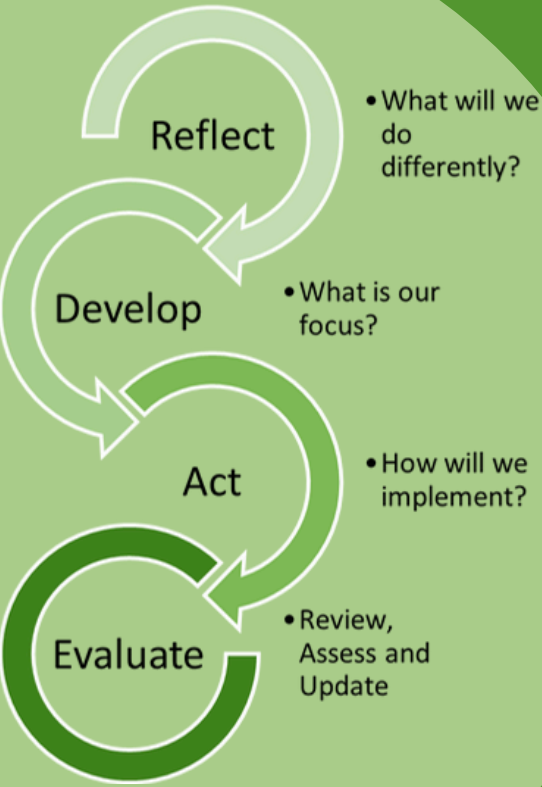 Reflect
•What will we
do
differently?
Develop
•What is our
focus?
Act
•How will we
implement?
Evaluate
•Review,
Assess and
Update